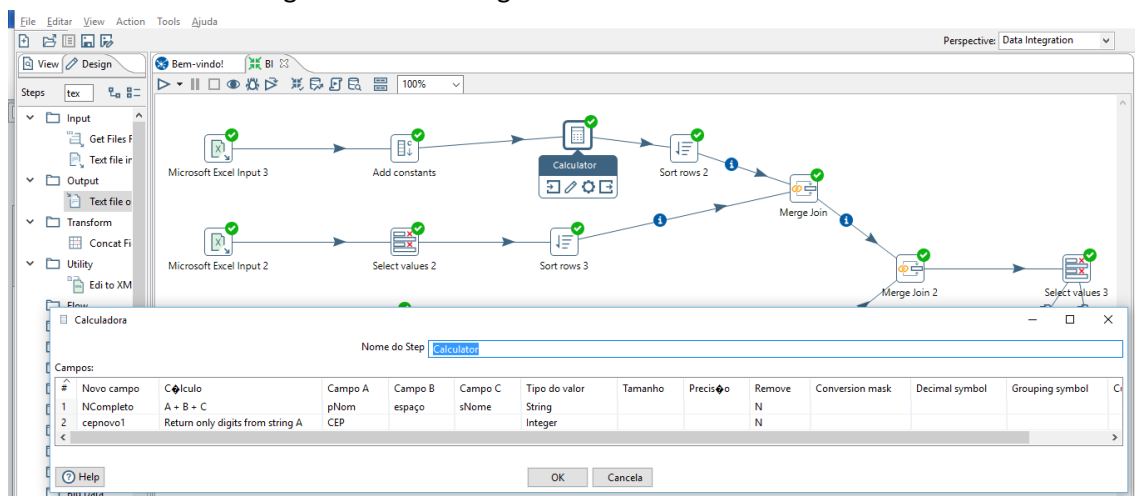 File Editar View Action Tools Ajuda
Perspective: Data Integration
View Design Bem-vindo! BI
Steps tex 100%
Input
Get Files F
Text file in
Output
Text file o
Transform
Concat Fi
Utility
Edi to XM
Flow
Microsoft Excel Input 3 Add constants Calculator Sort rows 2
Merge Join
Microsoft Excel Input 2 Select values 2 Sort rows 3
Merge Join 2 Select values 3
Calculadora
Nome do Step Calculator
Campos:
# Novo campo C�lculo Campo A Campo B Campo C Tipo do valor Tamanho Precis�o Remove Conversion mask Decimal symbol Grouping symbol
1 NCompleto A + B + C pNom espaço sNome String N
2 cepnovo1 Return only digits from string A CEP Integer N
Help OK Cancela